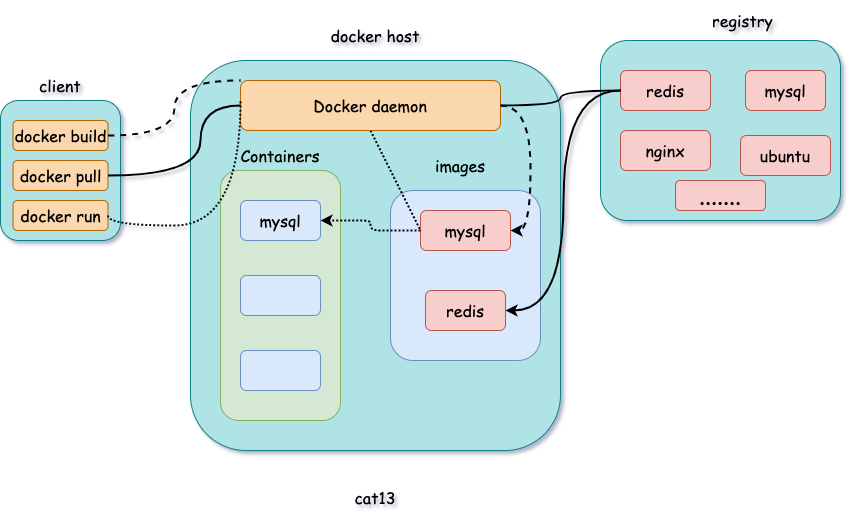 registry
docker host
client
redis
mysql
Docker daemon
docker build
nginx
ubuntu
Containers
images
docker pull
.......
docker run
mysql
mysql
redis
cat13